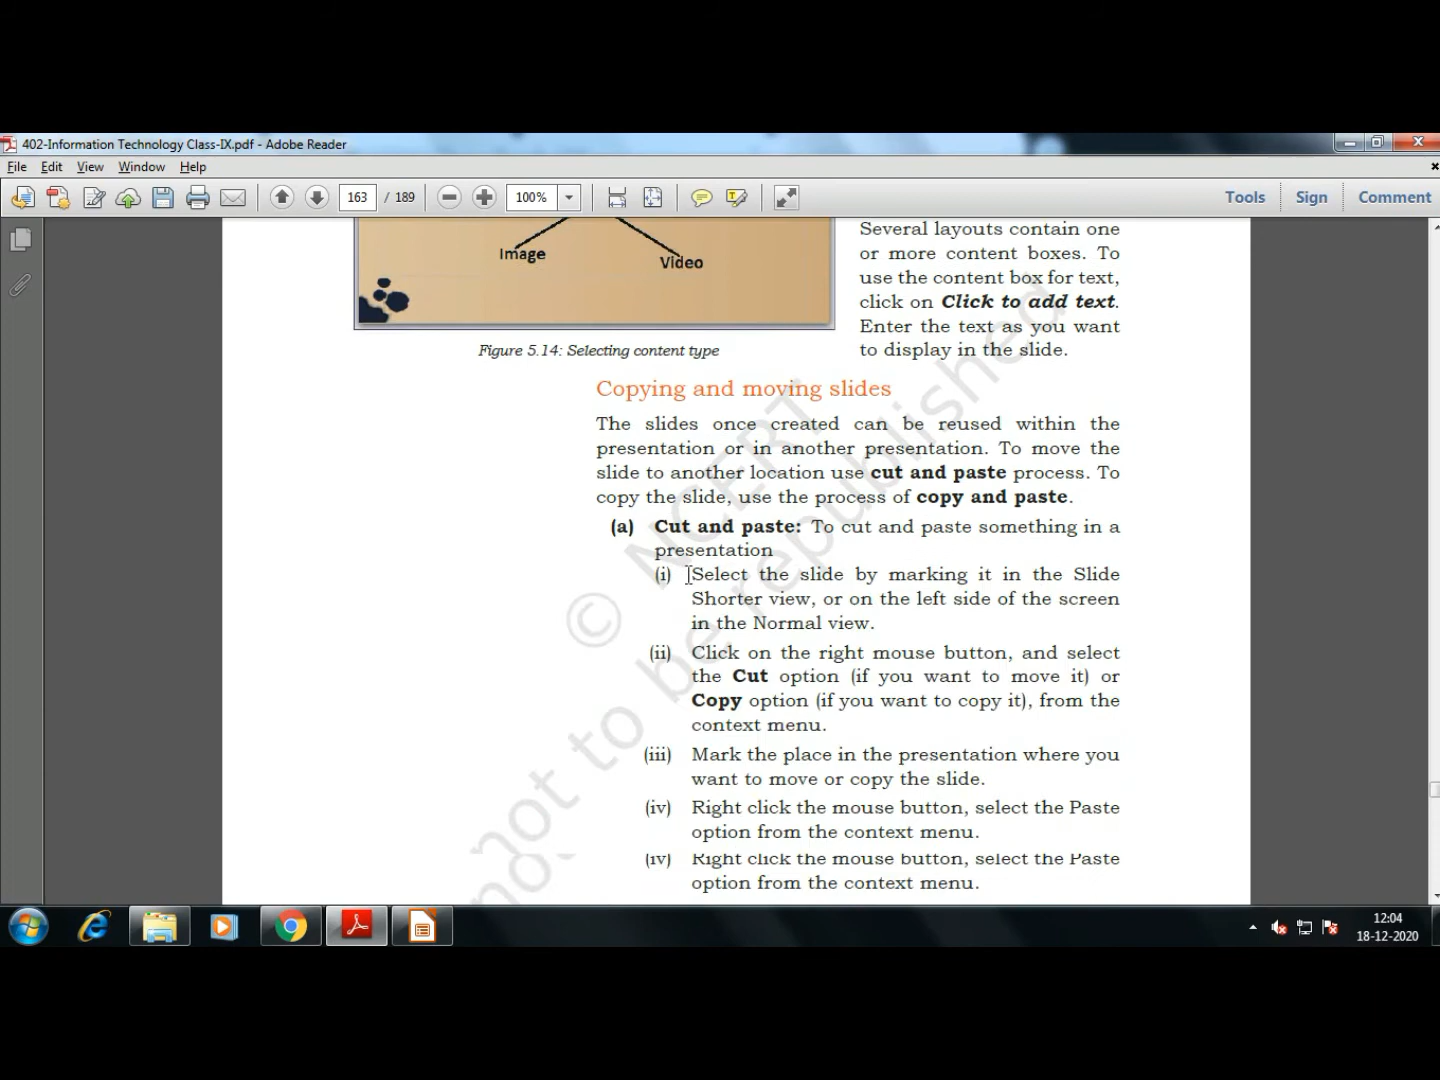 402-Information Technology Class-IX.pdf - Adobe Reader
File Edit View Window Help
163 / 189 100% Tools Sign Comment
Image
Video
Figure 5.14: Selecting content type
Several layouts contain one
or more content boxes. To
use the content box for text,
click on Click to add text.
Enter the text as you want
to display in the slide.
Copying and moving slides
The slides once created can be reused within the
presentation or in another presentation. To move the
slide to another location use cut and paste process. To
copy the slide, use the process of copy and paste.
(a) Cut and paste: To cut and paste something in a
presentation
(i) Select the slide by marking it in the Slide
Shorter view, or on the left side of the screen
in the Normal view.
(ii) Click on the right mouse button, and select
the Cut option (if you want to move it) or
Copy option (if you want to copy it), from the
context menu.
(iii) Mark the place in the presentation where you
want to move or copy the slide.
(iv) Right click the mouse button, select the Paste
option from the context menu.
(iv) Right click the mouse button, select the Paste
option from the context menu.
© NCERT
not to be republished
12:04
18-12-2020